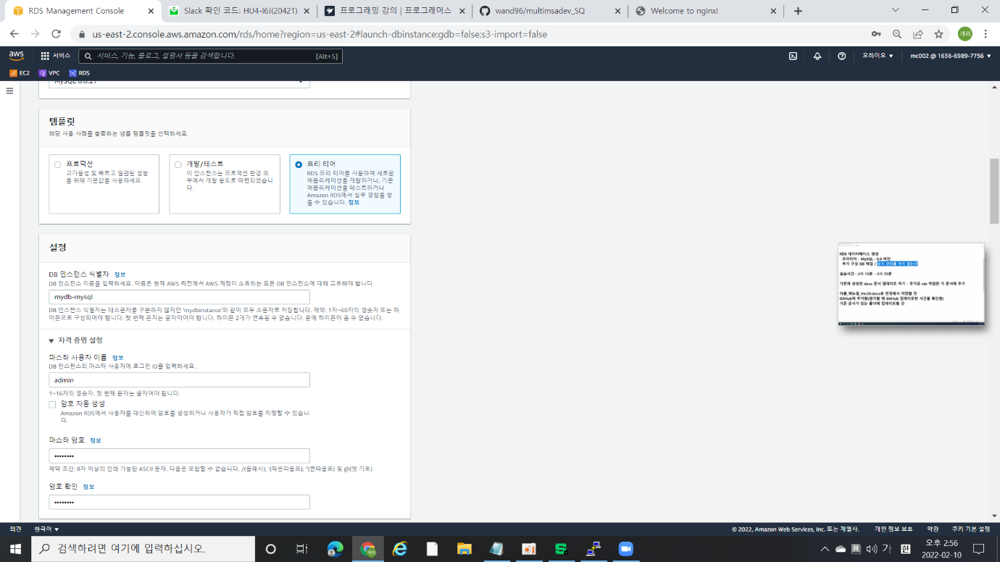 RDS Management Console
Slack 확인 코드: HU4-I6J(20421)
프로그래밍 강의 | 프로그래머스
wand96/multimsadev_SQ
Welcome to nginx!
us-east-2.console.aws.amazon.com/rds/home?region=us-east-2#launch-dbinstance:gdb=false;s3-import=false
개리
aws
서비스
서비스, 기능, 블로그, 설명서 등을 검색합니다.
[Alt+S]
오하이오 ▼
mc002 @ 1636-6989-7756 ▼
EC2
VPC
RDS
MySQL 8.0.27
템플릿
해당 사용 사례를 충족하는 샘플 템플릿을 선택하세요.
프로덕션
고가용성 및 빠르고 일관된 성능
을 위해 기본값을 사용하세요.
개발/테스트
이 인스턴스는 프로덕션 환경 외
부에서 개발 용도로 마련되었습니
다.
프리 티어
RDS 프리 티어를 사용하여 새로운
애플리케이션을 개발하거나, 기존
애플리케이션을 테스트하거나
Amazon RDS에서 실무 경험을 쌓
을 수 있습니다. 정보
설정
DB 인스턴스 식별자 정보
DB 인스턴스 이름을 입력하세요. 이름은 현재 AWS 리전에서 AWS 계정이 소유하는 모든 DB 인스턴스에 대해 고유해야 합니다.
mydb-mysql
DB 인스턴스 식별자는 대소문자를 구분하지 않지만 'mydbinstance'와 같이 모두 소문자로 저장됩니다. 제약: 1자~60자의 영숫자 또는 하
이픈으로 구성되어야 합니다. 첫 번째 문자는 글자이어야 합니다. 하이픈 2개가 연속될 수 없습니다. 끝에 하이픈이 올 수 없습니다.
▼ 자격 증명 설정
마스터 사용자 이름 정보
DB 인스턴스의 마스터 사용자에 로그인 ID를 입력하세요.
admin
1~16자의 영숫자. 첫 번째 문자는 글자여야 합니다.
암호 자동 생성
Amazon RDS에서 사용자를 대신하여 암호를 생성하거나 사용자가 직접 암호를 지정할 수 있습니
다.
마스터 암호 정보
••••••••
제약 조건: 8자 이상의 인쇄 가능한 ASCII 문자. 다음은 포함할 수 없습니다. /(슬래시), '(작은따옴표), "(큰따옴표) 및 @(앳 기호).
암호 확인 정보
••••••••
RDS 데이터베이스 생성
프리티어 - MySQL : 8.0 버전
추가 구성 DB 백업 / 유지 관리를 하지 않는다
실습시간 : 2시 15분 - 3시 15분
기존에 생성한 docx 문서 업데이트 하기 - 추가로 rds 작업한 거 문서에 추가
이름_매뉴얼_Ver20.docx로 변경해서 저장할 것
GitHub에 추가함(평가할 때 GitHub 업데이트한 시간을 확인함)
기존 문서가 있는 폴더에 업데이트할 것
의견
한국어 ▼
© 2022, Amazon Web Services, Inc. 또는 계열사.
개인 정보 보호
약관
쿠키 기본 설정
검색하려면 여기에 입력하십시오.
가
한
오후 2:56
2022-02-10